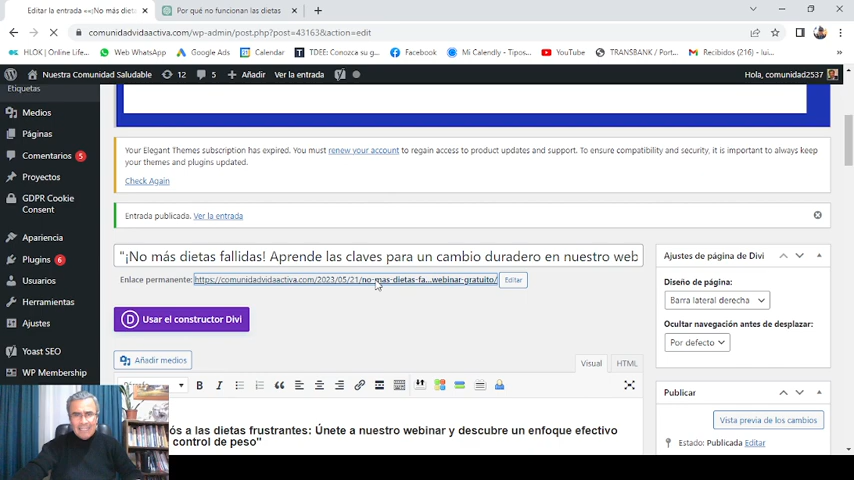 Editar la entrada «"¡No más dieta
Por qué no funcionan las dietas
comunidadvidaactiva.com/wp-admin/post.php?post=43163&action=edit
HLOK | Online Life...
Web WhatsApp
Google Ads
Calendar
TDEE: Conozca su g...
Facebook
Mi Calendly - Tipos...
YouTube
TRANSBANK / Port...
Recibidos (216) - lui...
Nuestra Comunidad Saludable
12
5
Añadir
Ver la entrada
Hola, comunidad2537
Etiquetas
Medios
Páginas
Comentarios 5
Proyectos
GDPR Cookie
Consent
Apariencia
Plugins 6
Usuarios
Herramientas
Ajustes
Yoast SEO
WP Membership
Your Elegant Themes subscription has expired. You must renew your account to regain access to product updates and support. To ensure compatibility and security, it is important to always keep
your themes and plugins updated.
Check Again
Entrada publicada. Ver la entrada
"¡No más dietas fallidas! Aprende las claves para un cambio duradero en nuestro web
Enlace permanente: https://comunidadvidaactiva.com/2023/05/21/no-mas-dietas-fa...webinar-gratuito/
Editar
Usar el constructor Divi
Añadir medios
Visual
HTML
ós a las dietas frustrantes: Únete a nuestro webinar y descubre un enfoque efectivo
control de peso"
Ajustes de página de Divi
Diseño de página:
Barra lateral derecha
Ocultar navegación antes de desplazar:
Por defecto
Publicar
Vista previa de los cambios
Estado: Publicada Editar